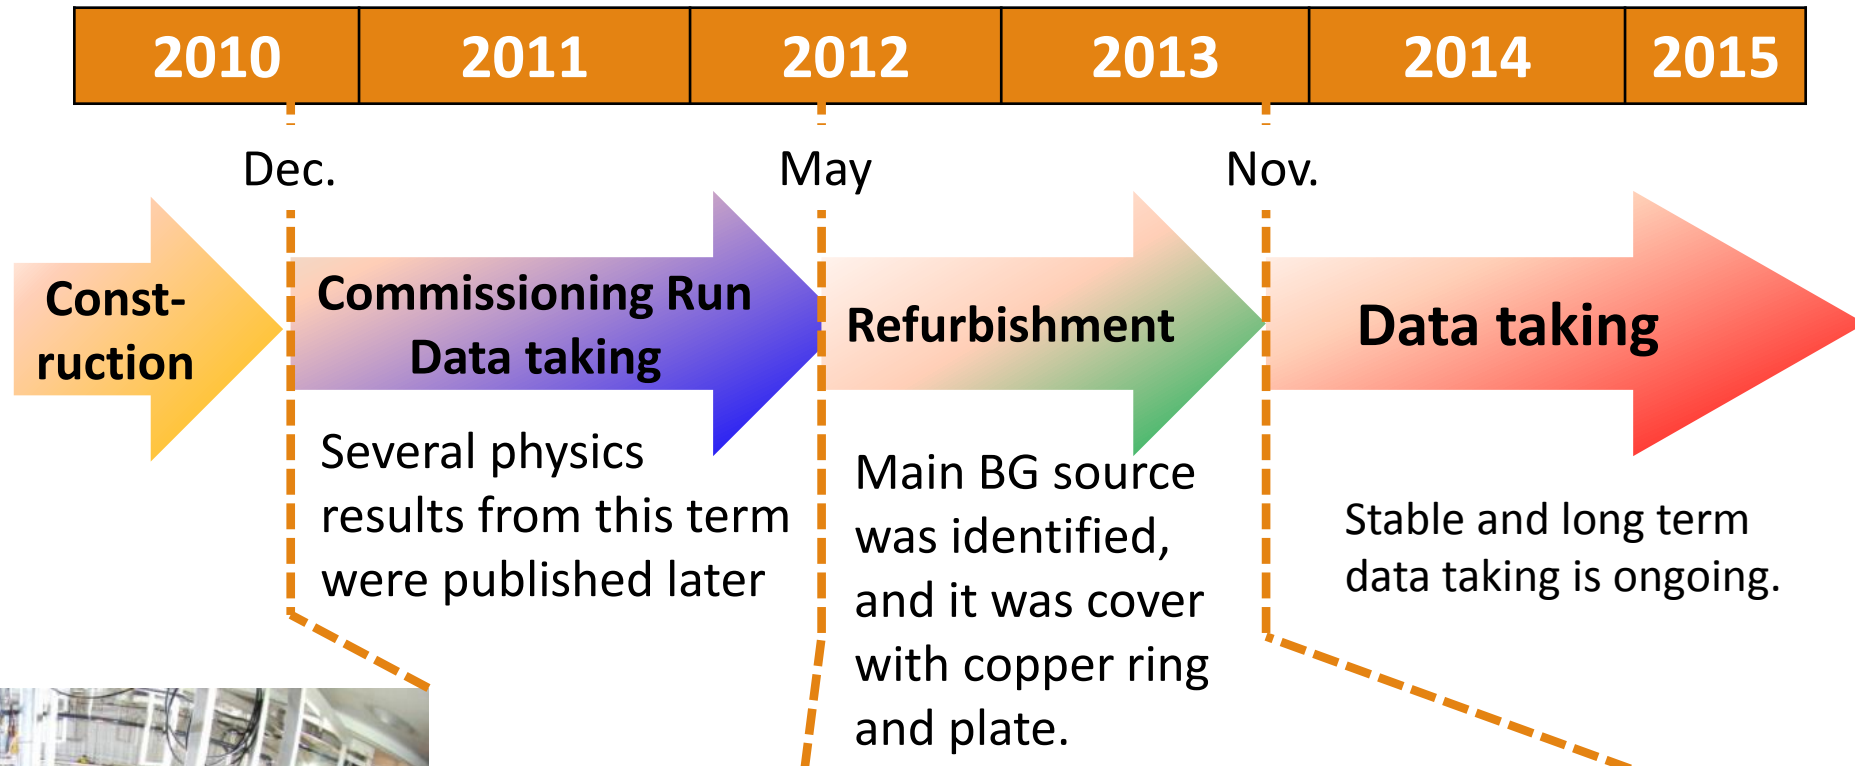 2010 2011 2012 2013 2014 2015
Dec. May Nov.
Const-
ruction
Commissioning Run
Data taking
Refurbishment
Data taking
Several physics
results from this term
were published later
Main BG source
was identified,
and it was cover
with copper ring
and plate.
Stable and long term
data taking is ongoing.